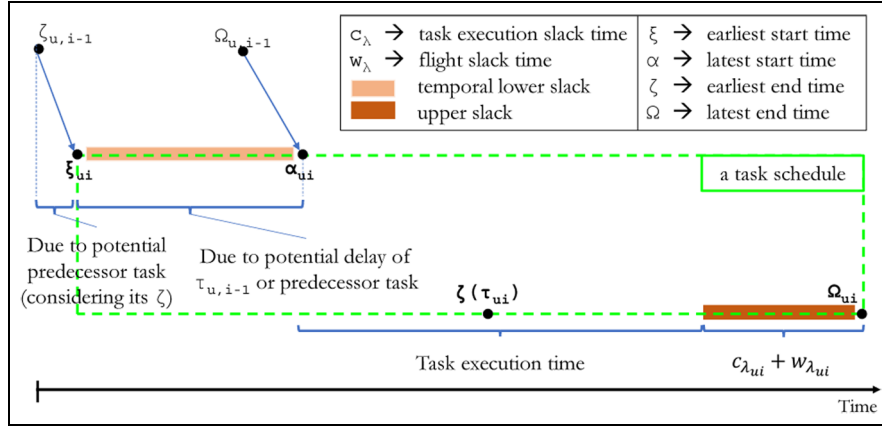 ζu,i-1
Ωu,i-1
cλ → task execution slack time
wλ → flight slack time
temporal lower slack
upper slack
ξ → earliest start time
α → latest start time
ζ → earliest end time
Ω → latest end time
ξui
αui
a task schedule
Due to potential
predecessor task
(considering its ζ)
Due to potential delay of
τu,i-1 or predecessor task
ζ(τui)
Ωui
Task execution time
cλui + wλui
Time